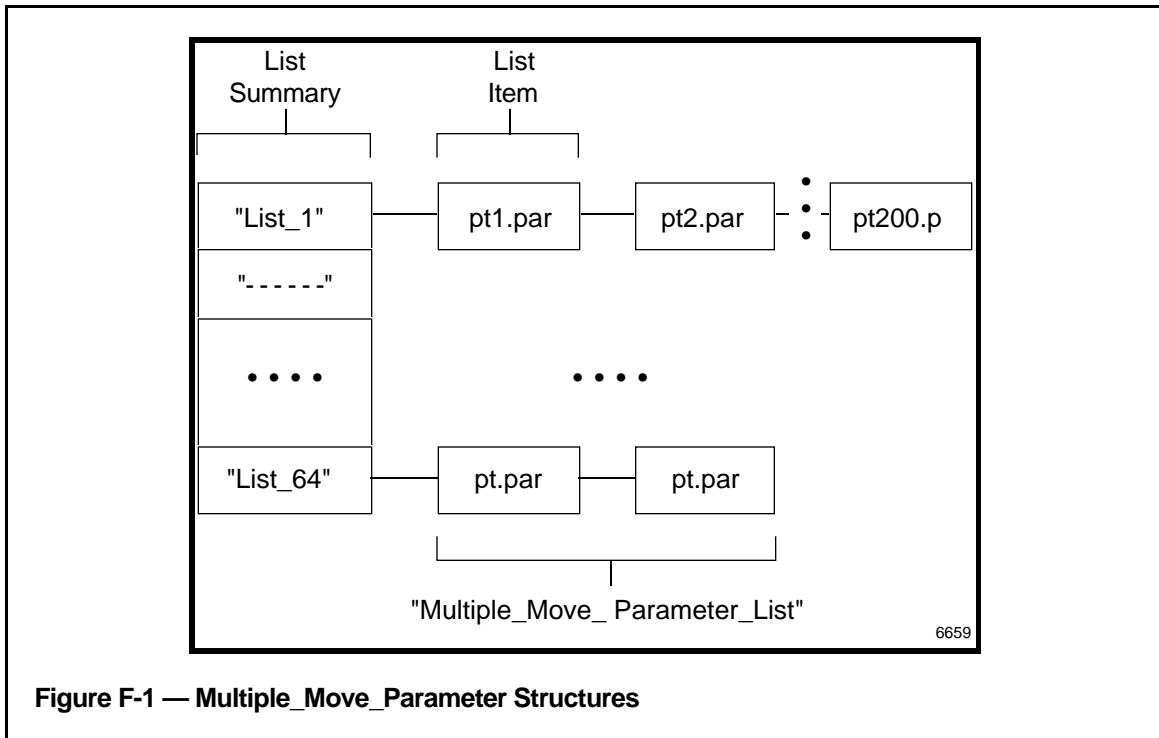 List
Summary
List
Item
"List_1"
pt1.par
pt2.par
pt200.p
"- - - - - -"
"List_64"
pt.par
pt.par
"Multiple_Move_ Parameter_List"
6659
Figure F-1 — Multiple_Move_Parameter Structures